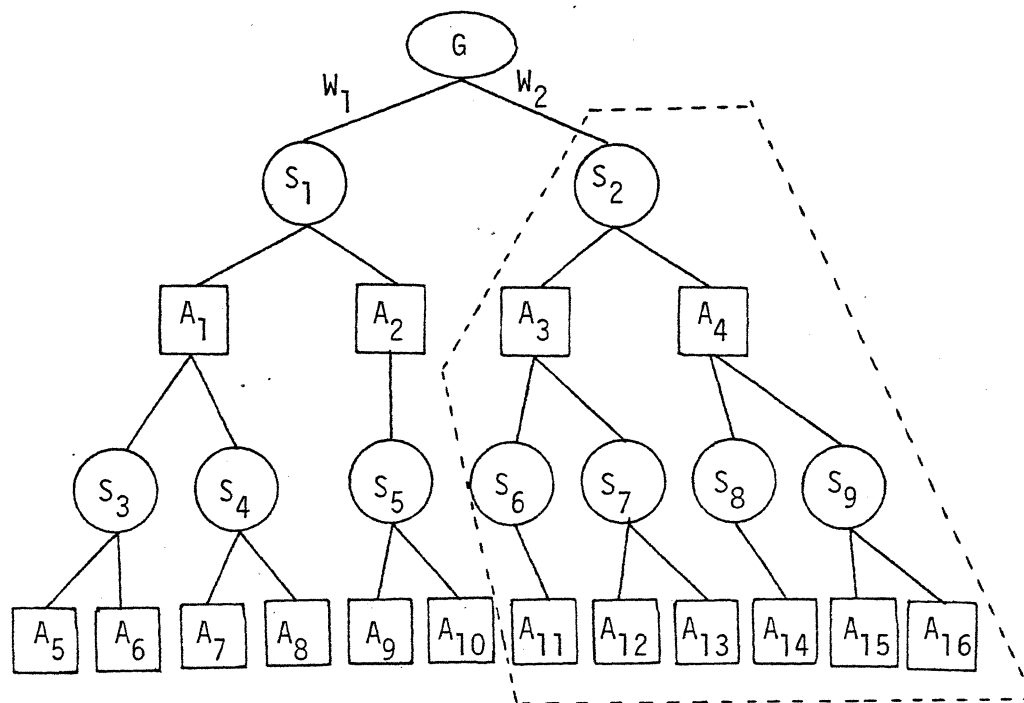 G
W₁ W₂
S₁ S₂
A₁ A₂ A₃ A₄
S₃ S₄ S₅ S₆ S₇ S₈ S₉
A₅ A₆ A₇ A₈ A₉ A₁₀ A₁₁ A₁₂ A₁₃ A₁₄ A₁₅ A₁₆